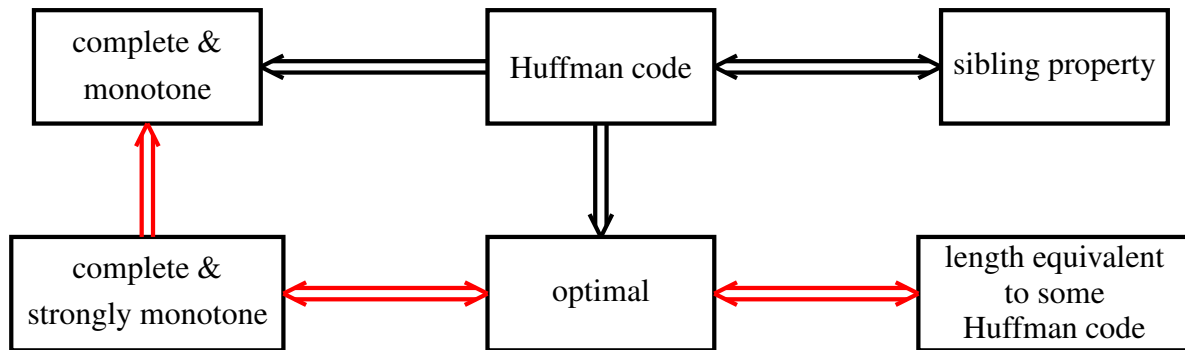 complete &
monotone
Huffman code
sibling property
complete &
strongly monotone
optimal
length equivalent
to some
Huffman code